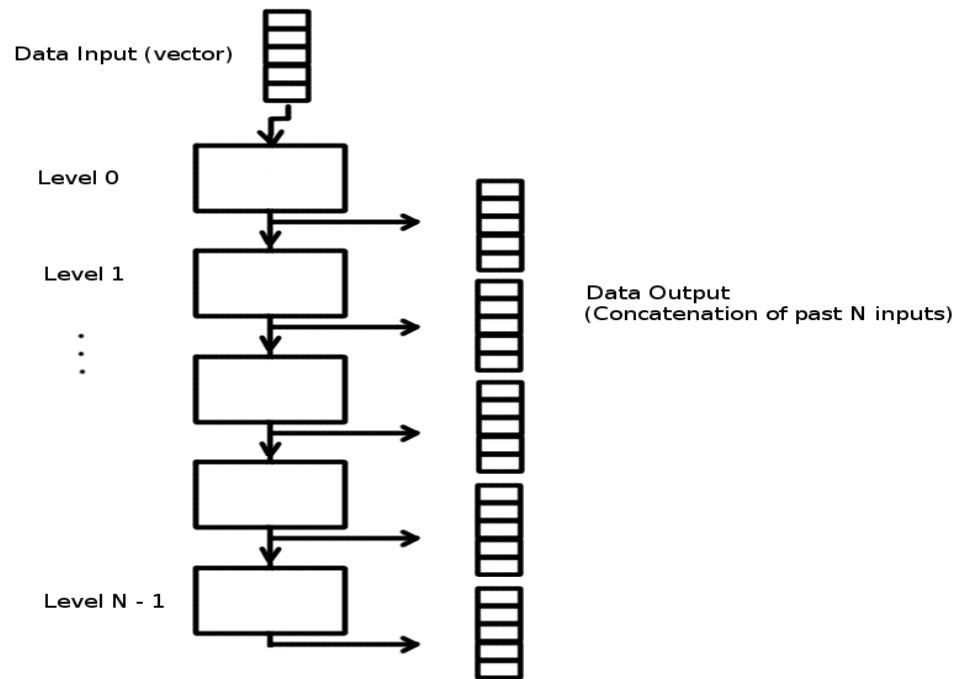 Data Input (vector)
Level 0
Level 1
Data Output
(Concatenation of past N inputs)
Level N - 1